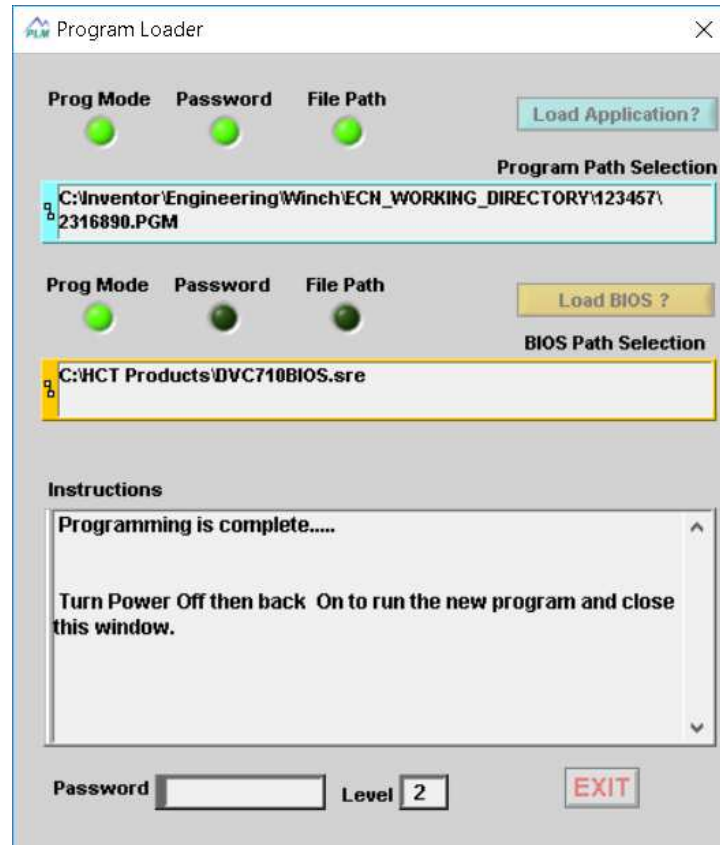 PLM Program Loader
Prog Mode Password File Path
Load Application?
Program Path Selection
C:\Inventor\Engineering\Winch\ECN_WORKING_DIRECTORY\123457\
2316890.PGM
Prog Mode Password File Path
Load BIOS ?
BIOS Path Selection
C:\HCT Products\DVC710BIOS.sre
Instructions
Programming is complete.....
Turn Power Off then back On to run the new program and close
this window.
Password Level 2 EXIT